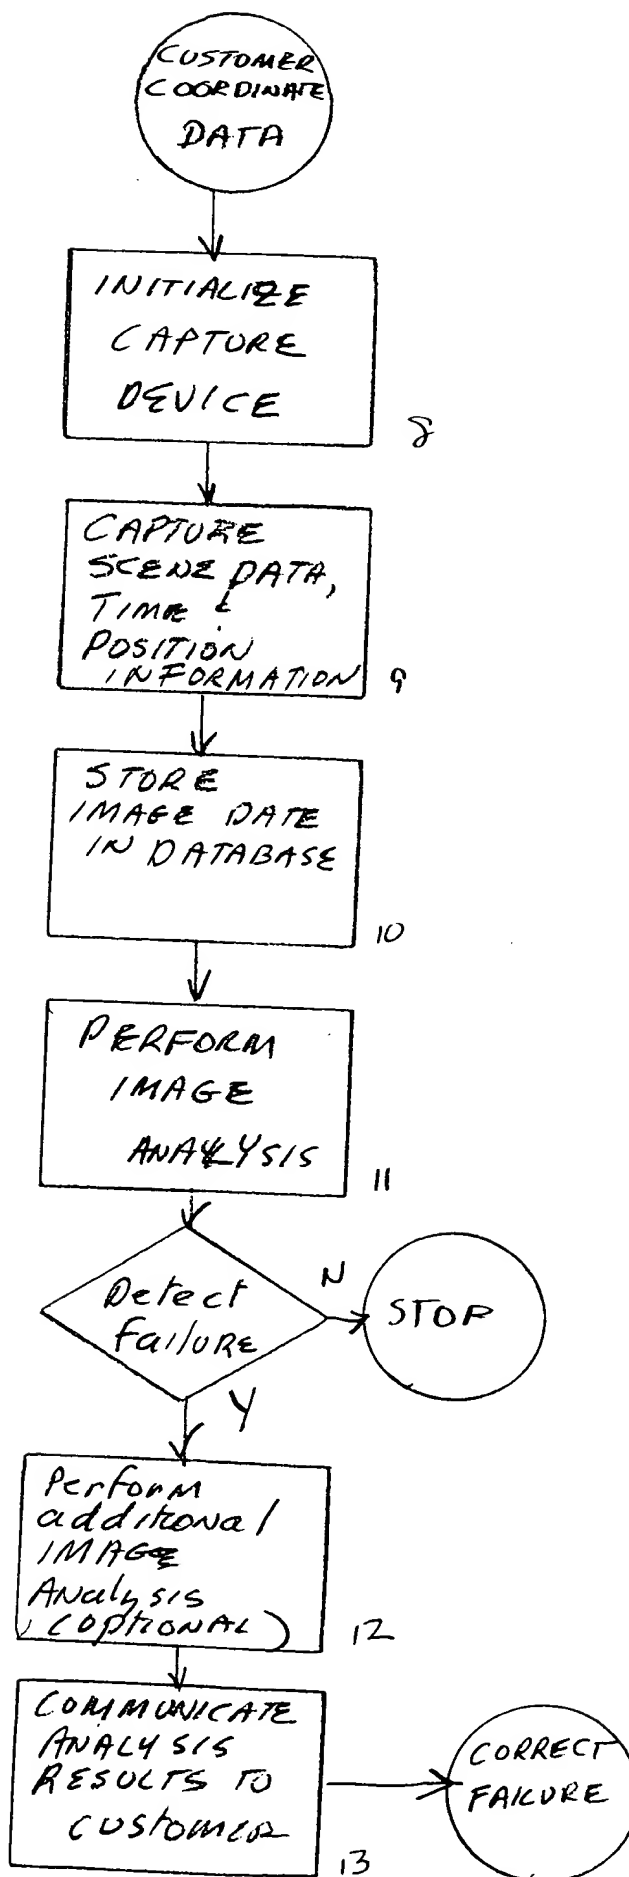 CUSTOMER
COORDINATE
DATA
INITIALIZE
CAPTURE
DEVICE
8
CAPTURE
SCENE DATA,
TIME &
POSITION
INFORMATION
9
STORE
IMAGE DATE
IN DATABASE
10
PERFORM
IMAGE
ANALYSIS
11
Detect
Failure
N
STOP
Y
Perform
additional
IMAGE
Analysis
(OPTIONAL)
12
COMMUNICATE
ANALYSIS
RESULTS TO
CUSTOMER
13
CORRECT
FAILURE